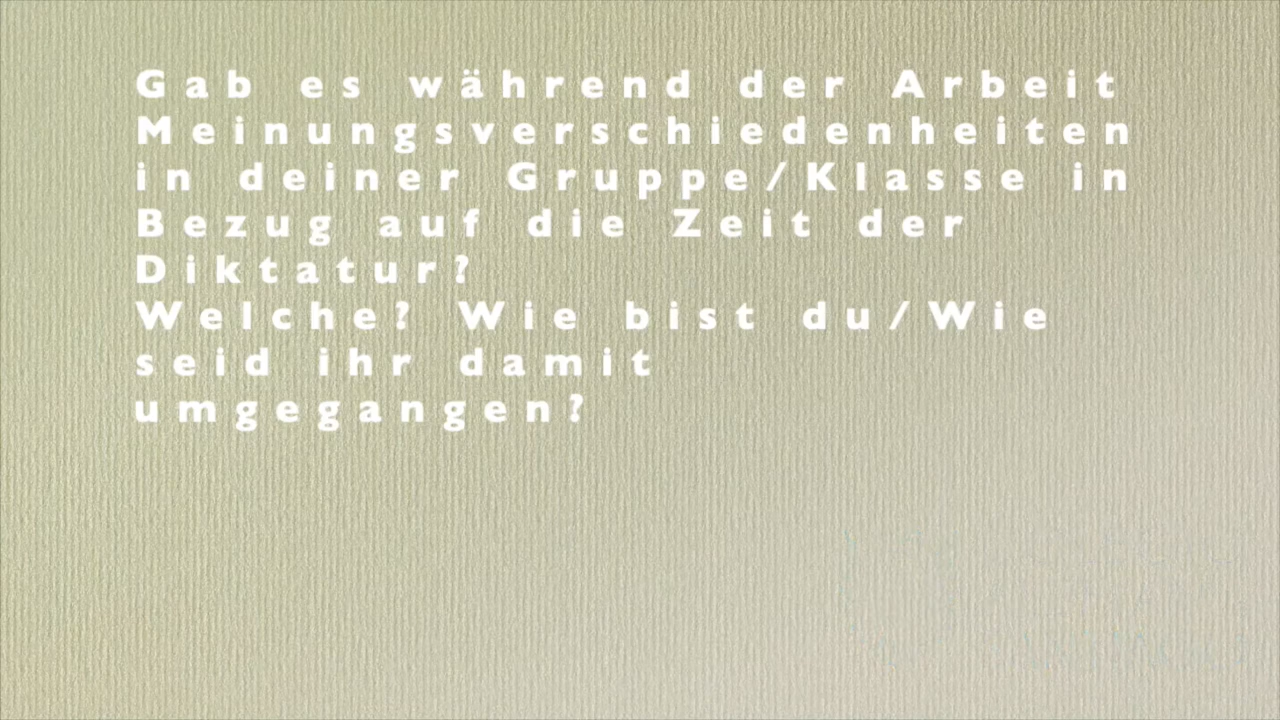 Gab es während der Arbeit
Meinungsverschiedenheiten
in deiner Gruppe/Klasse in
Bezug auf die Zeit der
Diktatur?
Welche? Wie bist du/Wie
seid ihr damit
umgegangen?